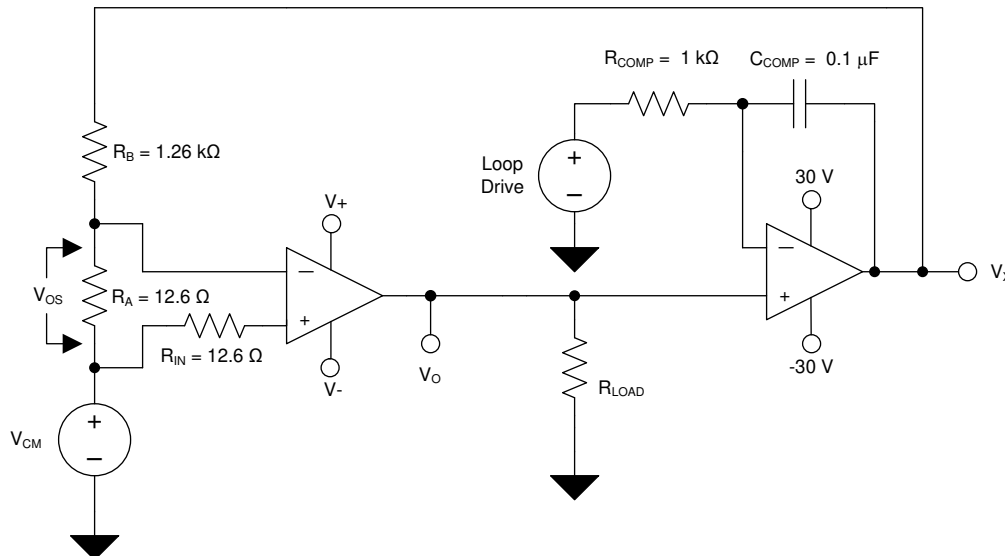 R_COMP = 1 kΩ
C_COMP = 0.1 μF
R_B = 1.26 kΩ
Loop
Drive
+
−
30 V
V+
−
V_OS
R_A = 12.6 Ω
−
+
+
R_IN = 12.6 Ω
V-
V_O
-30 V
R_LOAD
V_CM
+
−